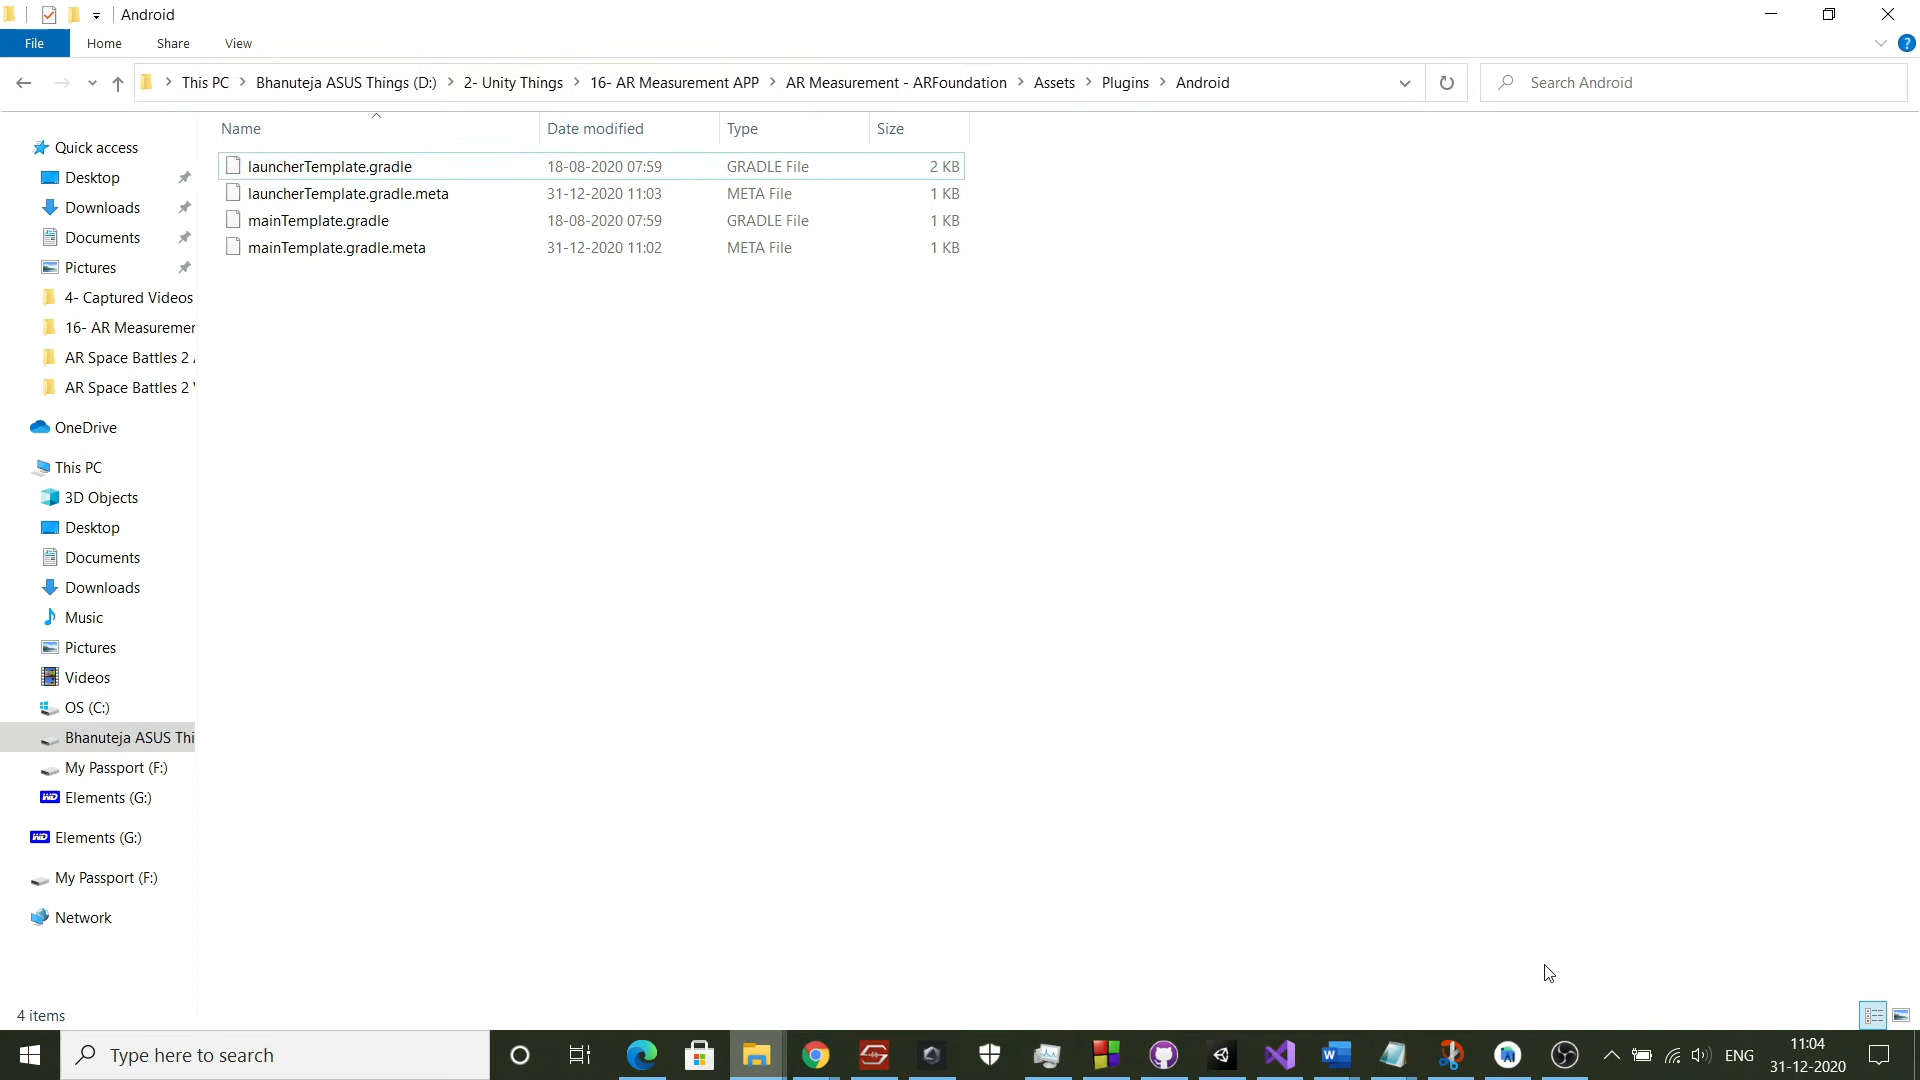 Android
File Home Share View
This PC > Bhanuteja ASUS Things (D:) > 2- Unity Things > 16- AR Measurement APP > AR Measurement - ARFoundation > Assets > Plugins > Android
Search Android
Name Date modified Type Size
launcherTemplate.gradle 18-08-2020 07:59 GRADLE File 2 KB
launcherTemplate.gradle.meta 31-12-2020 11:03 META File 1 KB
mainTemplate.gradle 18-08-2020 07:59 GRADLE File 1 KB
mainTemplate.gradle.meta 31-12-2020 11:02 META File 1 KB
Quick access
Desktop
Downloads
Documents
Pictures
4- Captured Videos
16- AR Measuremer
AR Space Battles 2
AR Space Battles 2
OneDrive
This PC
3D Objects
Desktop
Documents
Downloads
Music
Pictures
Videos
OS (C:)
Bhanuteja ASUS Thi
My Passport (F:)
WD Elements (G:)
WD Elements (G:)
My Passport (F:)
Network
4 items
Type here to search
ENG
11:04
31-12-2020